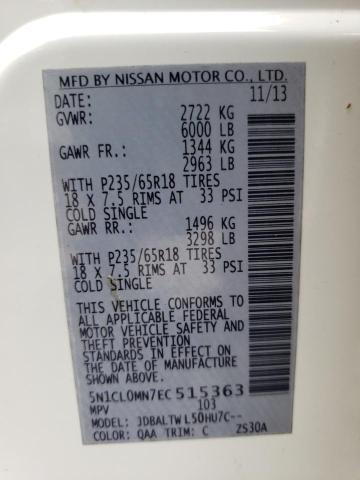 MFD BY NISSAN MOTOR CO., LTD.
DATE: 11/13
GVWR: 2722 KG
6000 LB
GAWR FR.: 1344 KG
2963 LB
WITH P235/65R18 TIRES
18 X 7.5 RIMS AT 33 PSI
COLD SINGLE
GAWR RR.: 1496 KG
3298 LB
WITH P235/65R18 TIRES
18 X 7.5 RIMS AT 33 PSI
COLD SINGLE
THIS VEHICLE CONFORMS TO
ALL APPLICABLE FEDERAL
MOTOR VEHICLE SAFETY AND
THEFT PREVENTION
STANDARDS IN EFFECT ON
THE DATE OF MANUFACTURE
SHOWN ABOVE.
5N1CL0MN7EC515363
MPV 103
MODEL: JDBALTWL50HU7C--
COLOR: QAA TRIM: C ZS30A